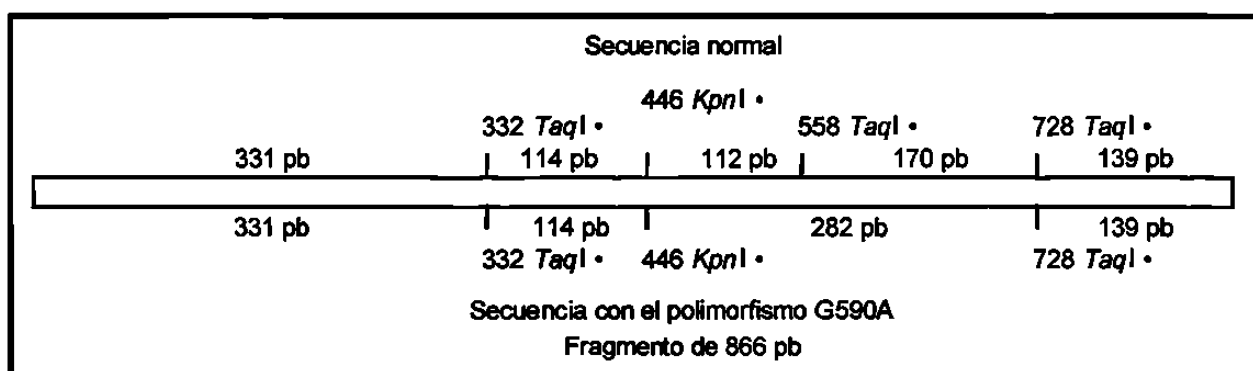 Secuencia normal
446 KpnI •
332 TaqI • 558 TaqI • 728 TaqI •
331 pb 114 pb 112 pb 170 pb 139 pb
331 pb 114 pb 282 pb 139 pb
332 TaqI • 446 KpnI • 728 TaqI •
Secuencia con el polimorfismo G590A
Fragmento de 866 pb